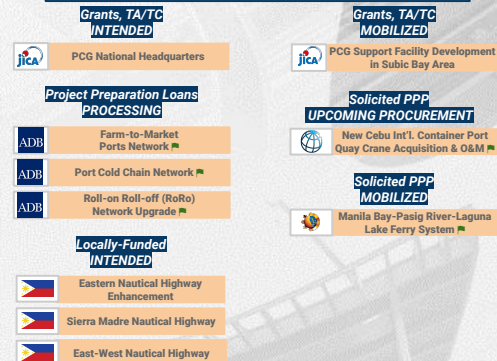 Grants, TA/TC
INTENDED
jica
PCG National Headquarters
Project Preparation Loans
PROCESSING
ADB
Farm-to-Market
Ports Network
ADB
Port Cold Chain Network
ADB
Roll-on Roll-off (RoRo)
Network Upgrade
Locally-Funded
INTENDED
Eastern Nautical Highway
Enhancement
Sierra Madre Nautical Highway
East-West Nautical Highway
Grants, TA/TC
MOBILIZED
jica
PCG Support Facility Development
in Subic Bay Area
Solicited PPP
UPCOMING PROCUREMENT
New Cebu Int'l. Container Port
Quay Crane Acquisition & O&M
Solicited PPP
MOBILIZED
Manila Bay-Pasig River-Laguna
Lake Ferry System